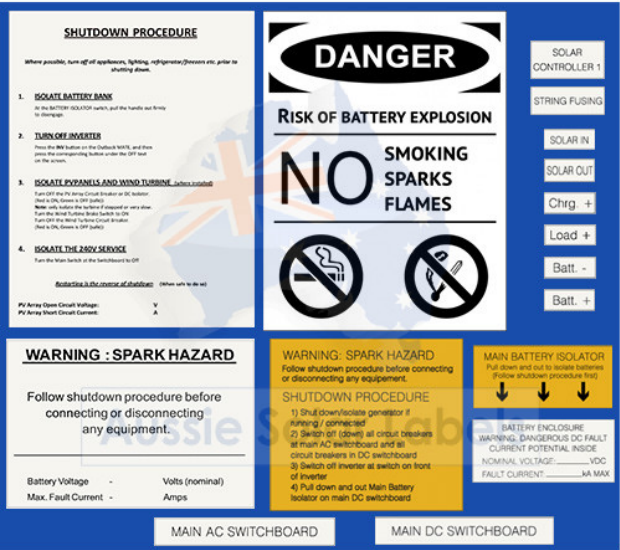 SHUTDOWN PROCEDURE
Where possible, turn off all appliances, lighting, refrigerator/freezers etc. prior to
shutting down.
1. ISOLATE BATTERY BANK
At the BATTERY ISOLATOR switch, pull the handle out firmly
to disengage.
2. TURN OFF INVERTER
Press the INV button on the Outback MATE, and then
press the corresponding button under the OFF text
on the screen.
3. ISOLATE PVPANELS AND WIND TURBINE (where installed)
Turn OFF the PV Array Circuit Breaker or DC Isolator.
(Red is ON, Green is OFF (safe))
Note: only isolate the turbine if stopped or very slow.
Turn the Wind Turbine Brake Switch to ON
Turn OFF the Wind Turbine Circuit Breaker.
(Red is ON, Green is OFF (safe))
4. ISOLATE THE 240V SERVICE
Turn the Main Switch at the Switchboard to Off
Restarting is the reverse of shutdown (When safe to do so)
PV Array Open Circuit Voltage: V
PV Array Short Circuit Current: A
DANGER
RISK OF BATTERY EXPLOSION
NO
SMOKING
SPARKS
FLAMES
SOLAR
CONTROLLER 1
STRING FUSING
SOLAR IN
SOLAR OUT
Chrg. +
Load +
Batt. -
Batt. +
WARNING : SPARK HAZARD
Follow shutdown procedure before
connecting or disconnecting
any equipment.
Battery Voltage - Volts (nominal)
Max. Fault Current - Amps
WARNING: SPARK HAZARD
Follow shutdown procedure before connecting
or disconnecting any equipement.
SHUTDOWN PROCEDURE
1) Shut down/isolate generator if
running / connected
2) Switch off (down) all circuit breakers
at main AC switchboard and all
circuit breakers in DC switchboard
3) Switch off inverter at switch on front
of inverter
4) Pull down and out Main Battery
Isolator on main DC switchboard
MAIN BATTERY ISOLATOR
Pull down and out to isolate batteries
(Follow shutdown procedure first)
BATTERY ENCLOSURE
WARNING: DANGEROUS DC FAULT
CURRENT POTENTIAL INSIDE
NOMINAL VOLTAGE:______VDC
FAULT CURRENT:______kA MAX
Aussie Solar Labels
MAIN AC SWITCHBOARD
MAIN DC SWITCHBOARD